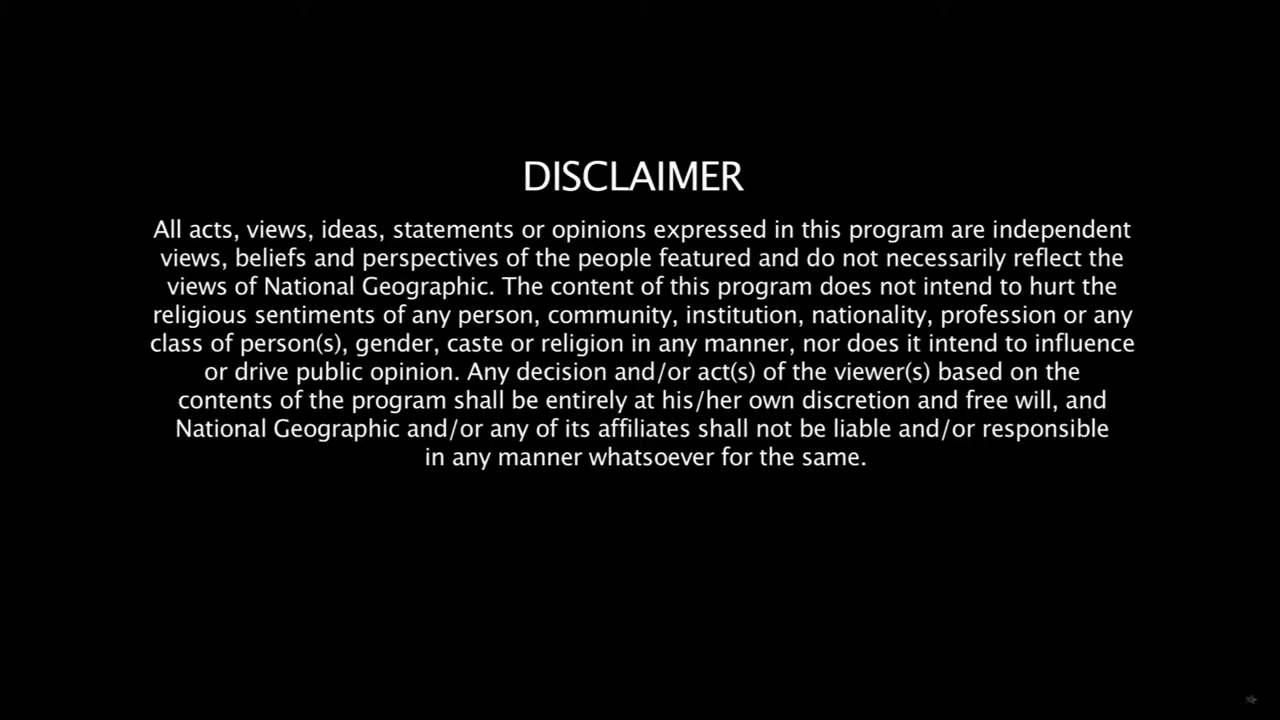 DISCLAIMER
All acts, views, ideas, statements or opinions expressed in this program are independent
views, beliefs and perspectives of the people featured and do not necessarily reflect the
views of National Geographic. The content of this program does not intend to hurt the
religious sentiments of any person, community, institution, nationality, profession or any
class of person(s), gender, caste or religion in any manner, nor does it intend to influence
or drive public opinion. Any decision and/or act(s) of the viewer(s) based on the
contents of the program shall be entirely at his/her own discretion and free will, and
National Geographic and/or any of its affiliates shall not be liable and/or responsible
in any manner whatsoever for the same.